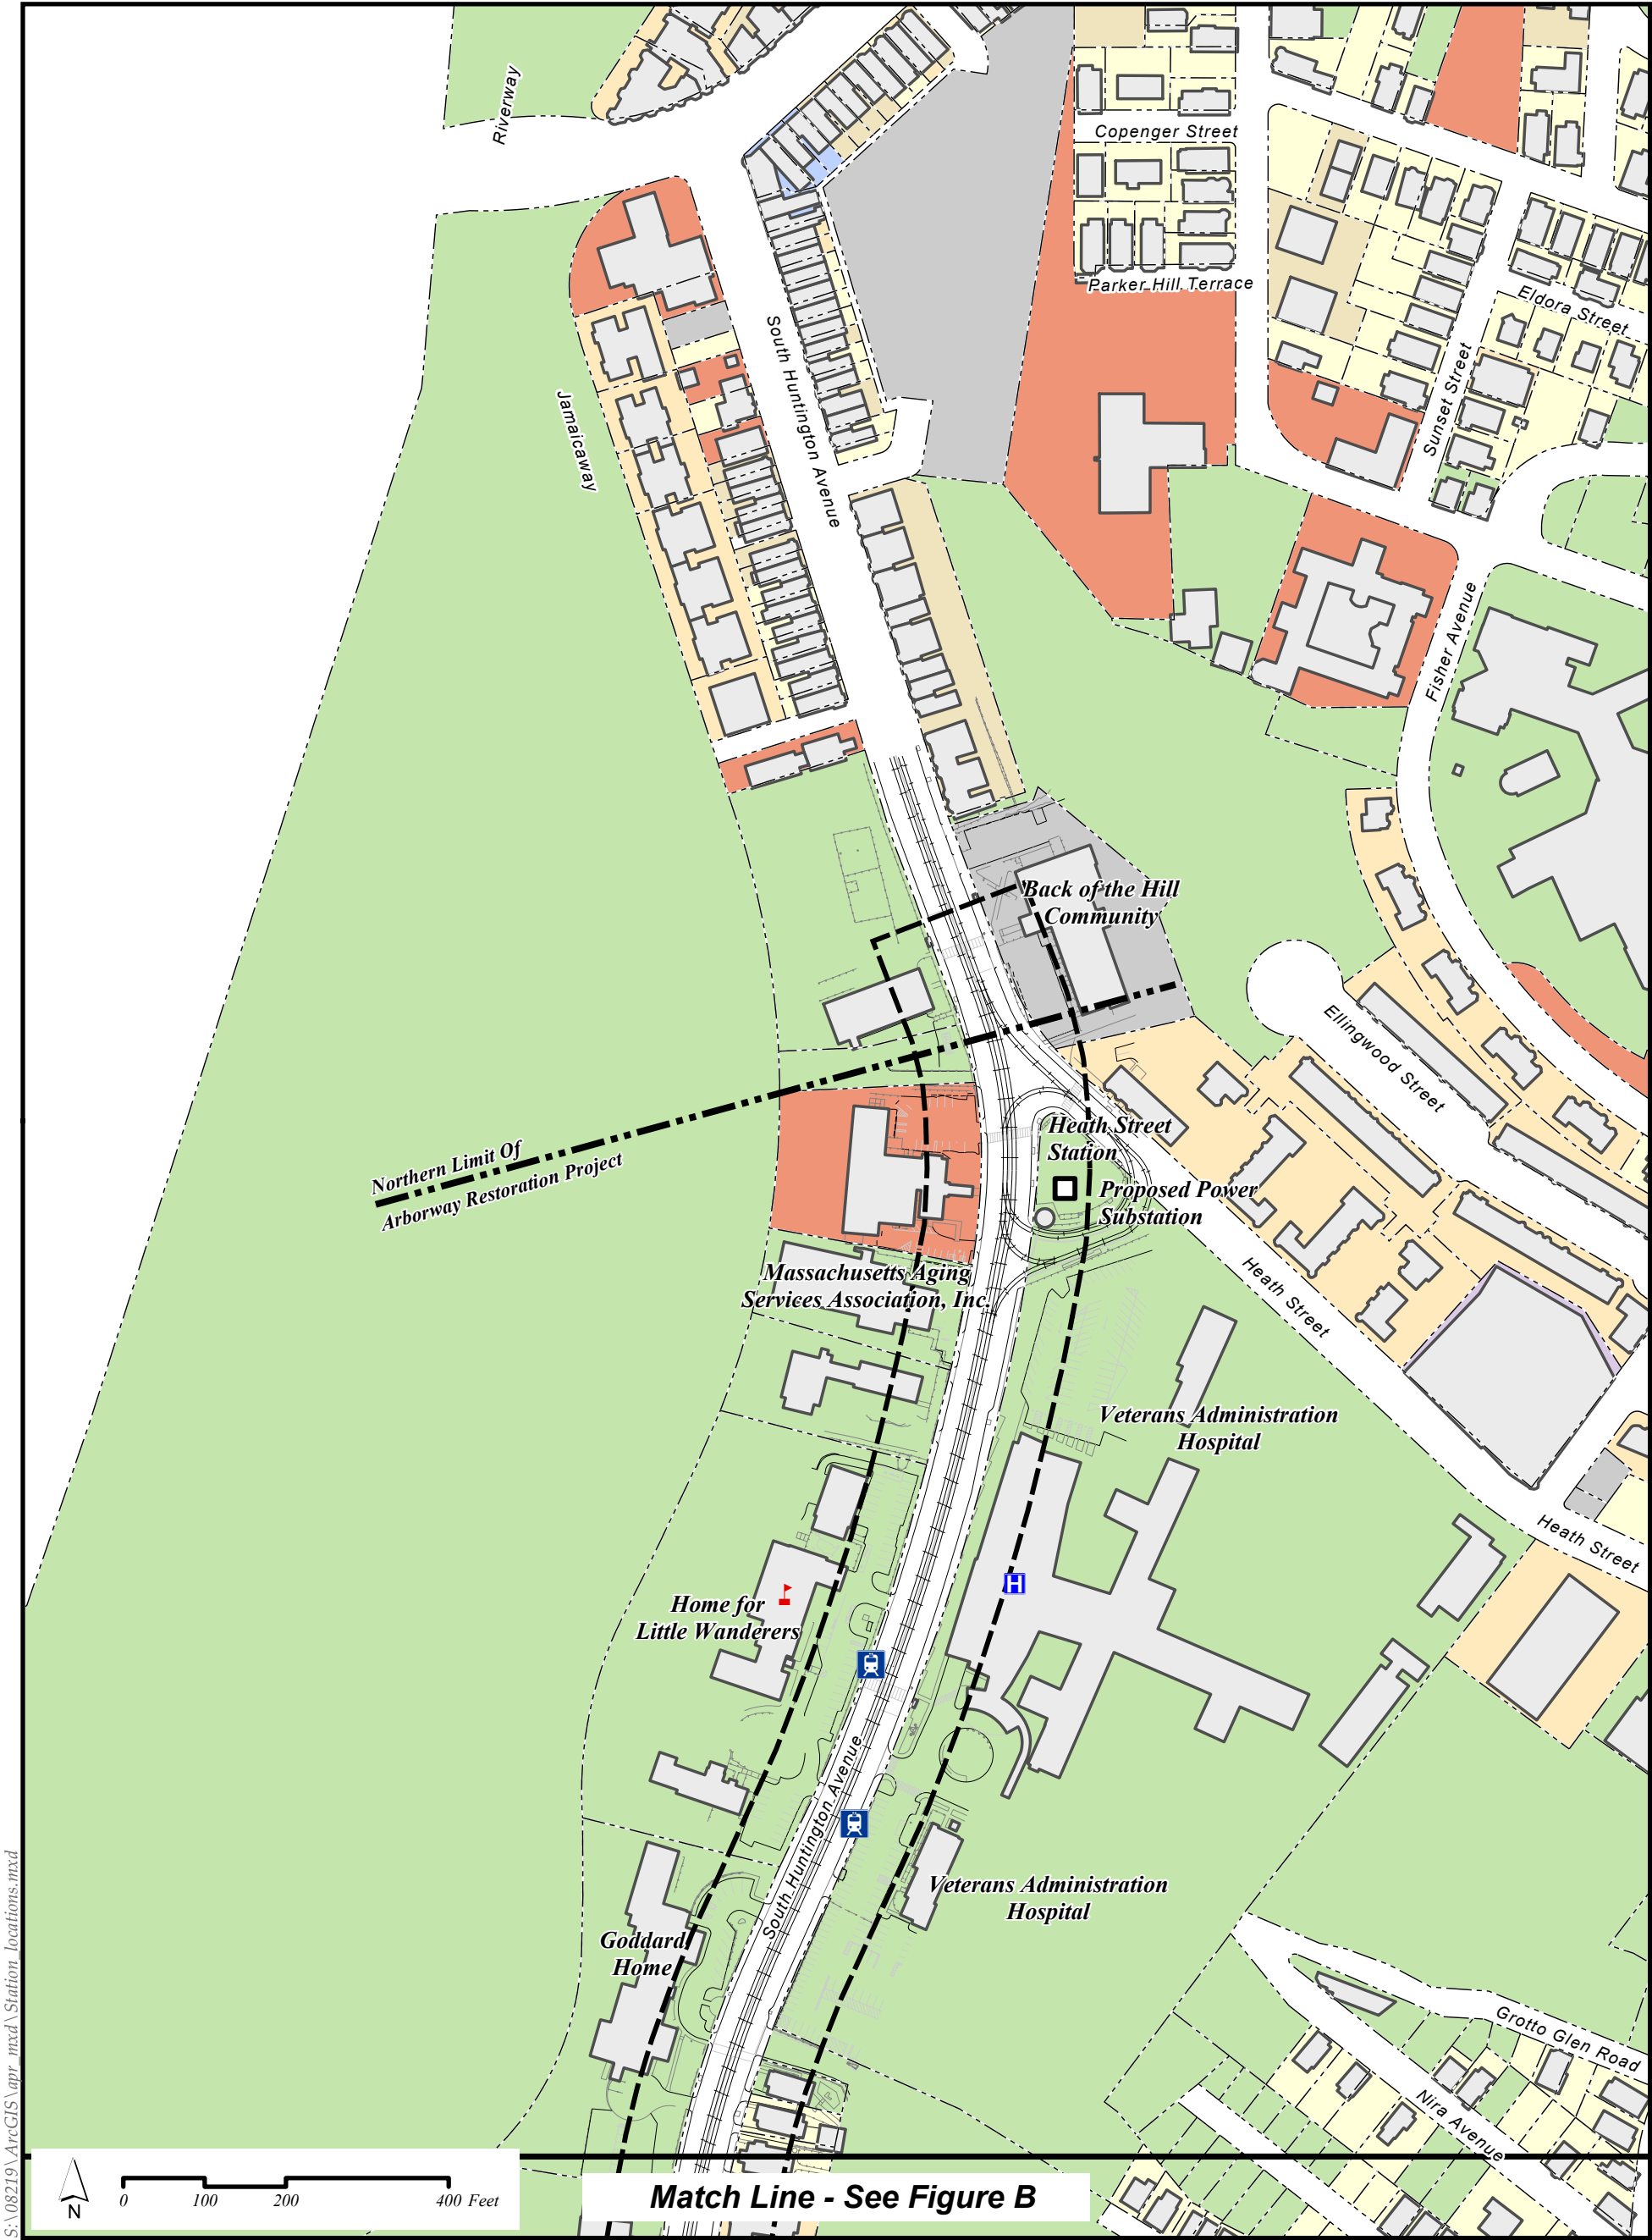 Riverway
Copenger Street
Parker Hill Terrace
Eldora Street
South Huntington Avenue
Sunset Street
Jamaicaway
Fisher Avenue
Back of the Hill
Community
Ellingwood Street
Heath Street
Station
Northern Limit Of
Arborway Restoration Project
Proposed Power
Substation
Massachusetts Aging
Services Association, Inc.
Heath Street
Veterans Administration
Hospital
Heath Street
H
Home for
Little Wanderers
South Huntington Avenue
Veterans Administration
Hospital
Goddard
Home
Grotto Glen Road
Nira Avenue
S:\08219\ArcGIS\apr_mxd\Station_locations.mxd
N
0 100 200 400 Feet
Match Line - See Figure B